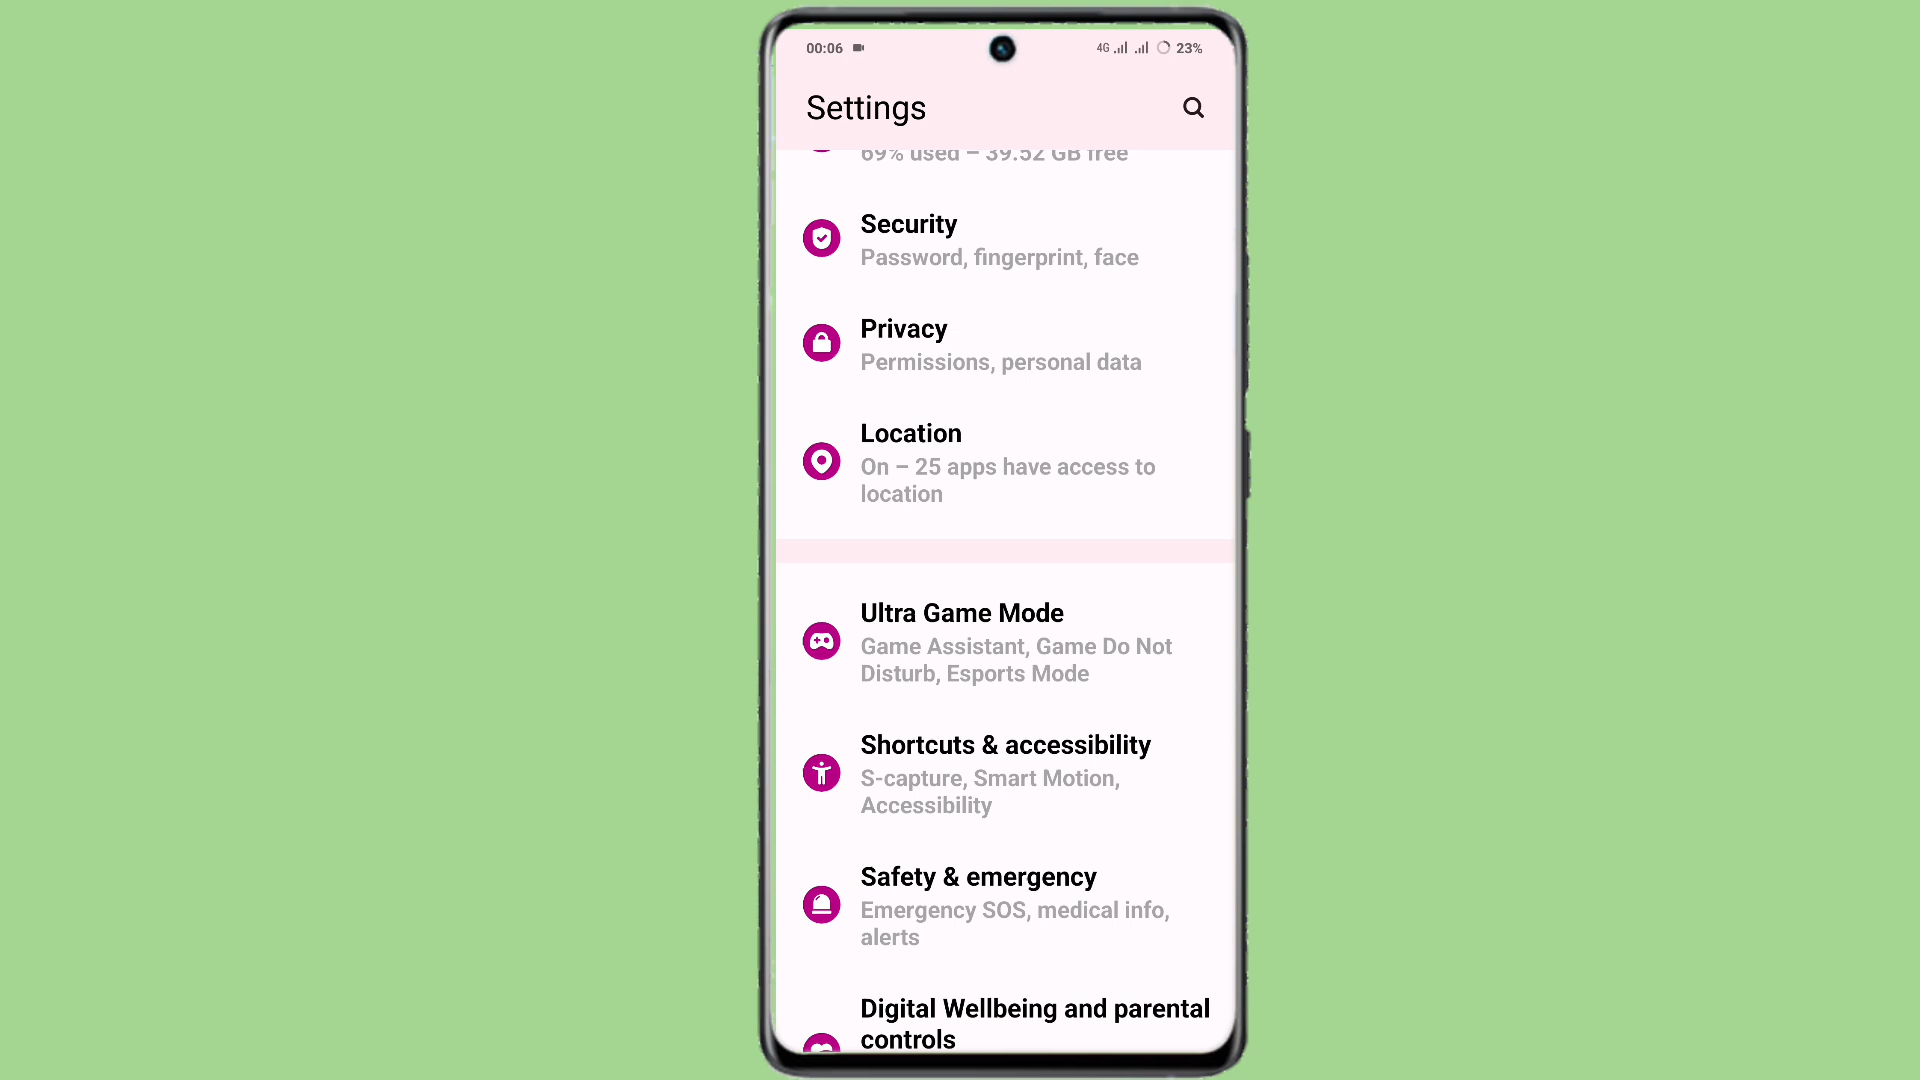 00:06
4G 23%
Settings
69% used – 39.52 GB free
Security
Password, fingerprint, face
Privacy
Permissions, personal data
Location
On – 25 apps have access to
location
Ultra Game Mode
Game Assistant, Game Do Not
Disturb, Esports Mode
Shortcuts & accessibility
S-capture, Smart Motion,
Accessibility
Safety & emergency
Emergency SOS, medical info,
alerts
Digital Wellbeing and parental
controls